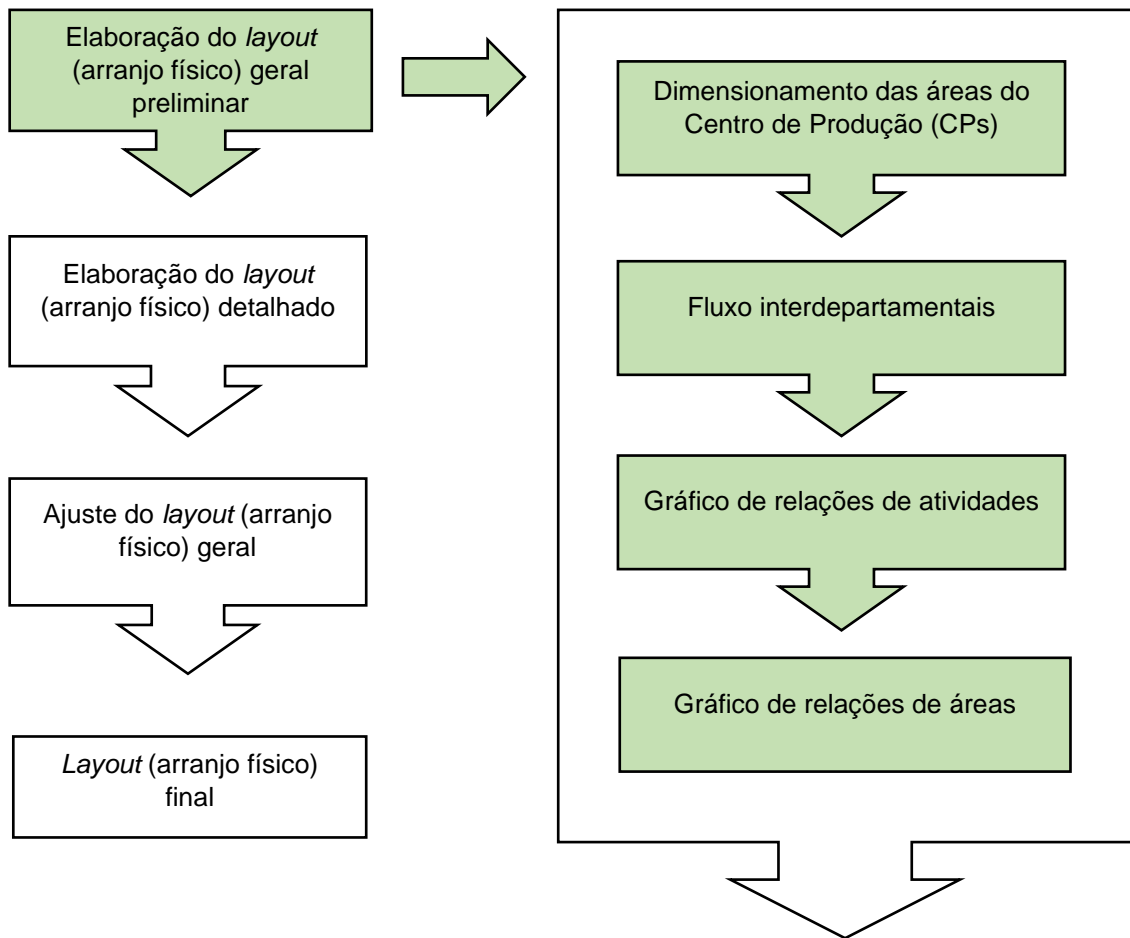 Elaboração do layout
(arranjo físico) geral
preliminar
Elaboração do layout
(arranjo físico) detalhado
Ajuste do layout (arranjo
físico) geral
Layout (arranjo físico)
final
Dimensionamento das áreas do
Centro de Produção (CPs)
Fluxo interdepartamentais
Gráfico de relações de atividades
Gráfico de relações de áreas